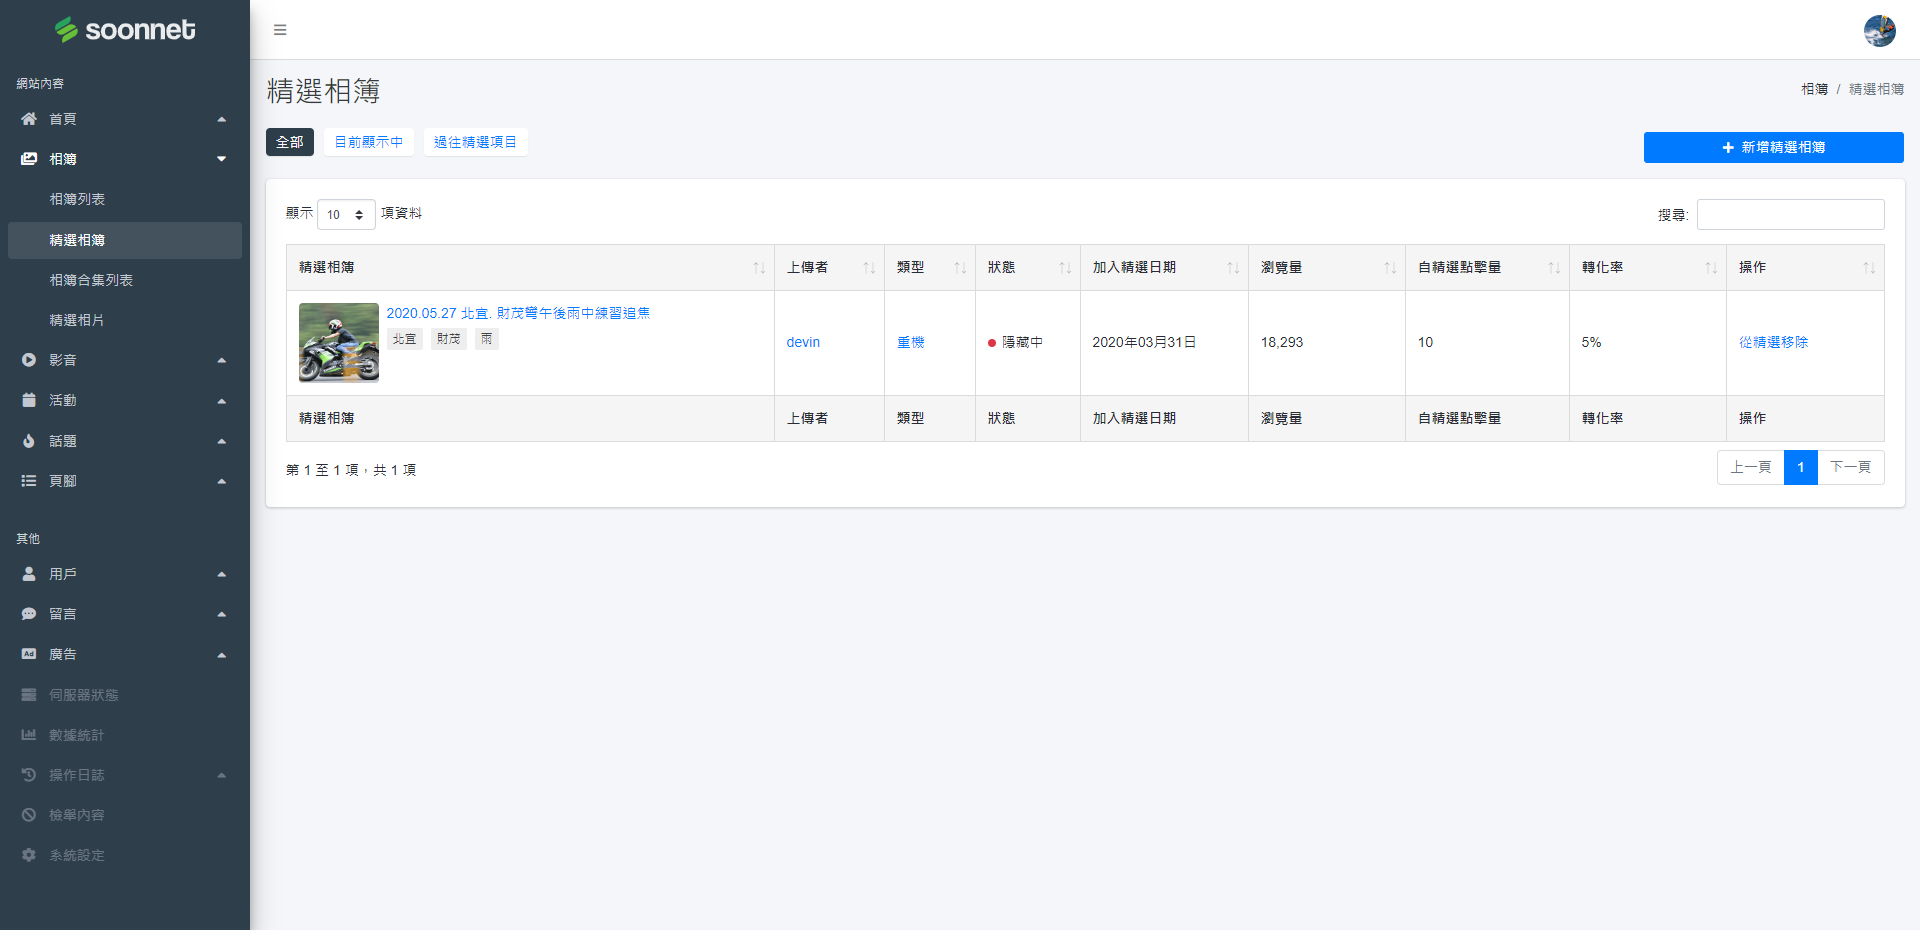 soonnet
網站內容
首頁
相簿
相簿列表
精選相簿
相簿合集列表
精選相片
影音
活動
話題
頁腳
其他
用戶
留言
Ad 廣告
伺服器狀態
數據統計
操作日誌
檢舉內容
系統設定
精選相簿
相簿 / 精選相簿
全部 目前顯示中 過往精選項目
新增精選相簿
顯示 10 項資料
搜尋:
精選相簿 上傳者 類型 狀態 加入精選日期 瀏覽量 自精選點擊量 轉化率 操作
2020.05.27 北宜. 財茂彎午後雨中練習追焦
北宜 財茂 雨
devin 重機 隱藏中 2020年03月31日 18,293 10 5% 從精選移除
精選相簿 上傳者 類型 狀態 加入精選日期 瀏覽量 自精選點擊量 轉化率 操作
第 1 至 1 項，共 1 項
上一頁 1 下一頁